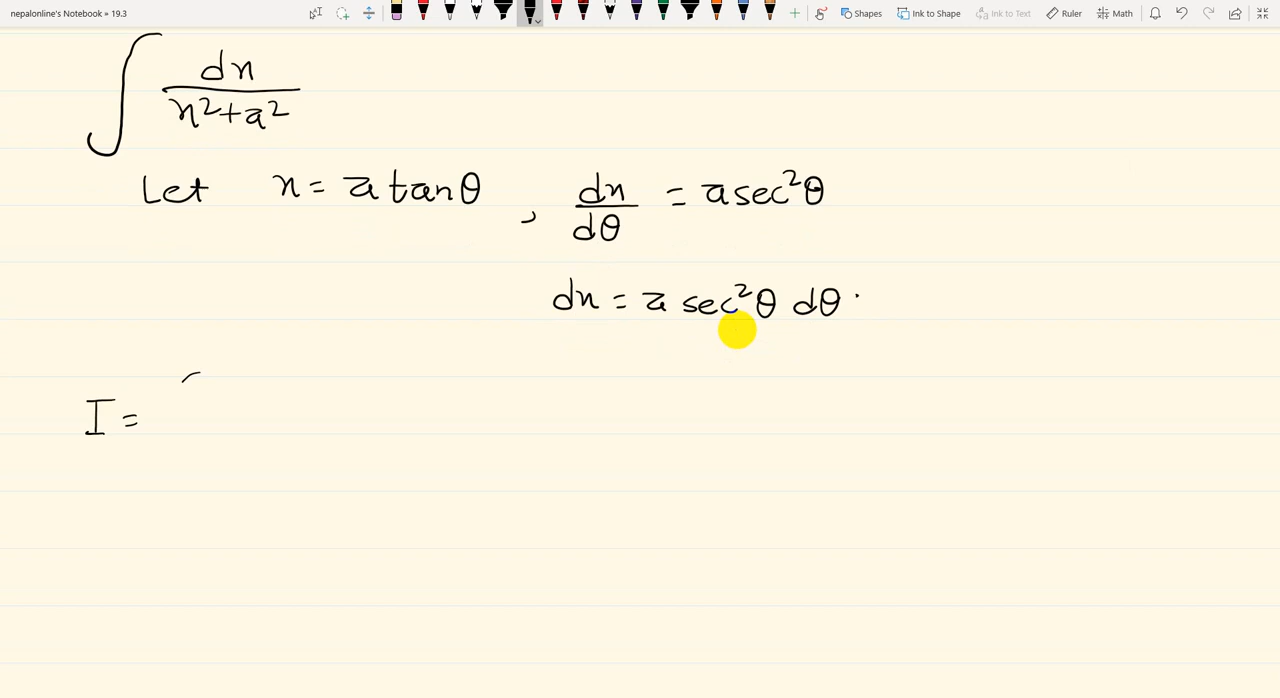 nepalonline's Notebook » 19.3
Shapes Ink to Shape Ink to Text Ruler Math
∫ dx / x²+a²
Let x = a tanθ , dx/dθ = a sec²θ
dx = a sec²θ dθ .
I =